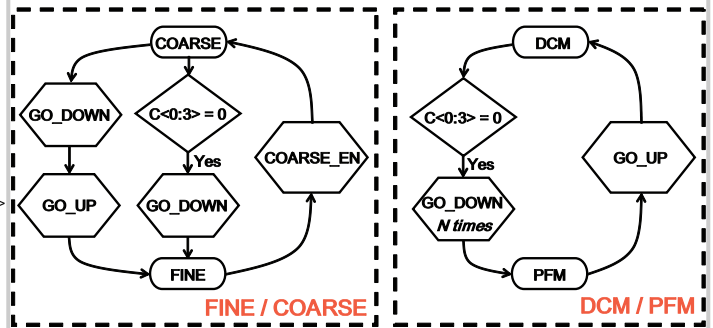 COARSE
GO_DOWN
C<0:3> = 0
Yes
COARSE_EN
GO_UP
GO_DOWN
FINE
FINE / COARSE
DCM
C<0:3> = 0
Yes
GO_UP
GO_DOWN
N times
PFM
DCM / PFM